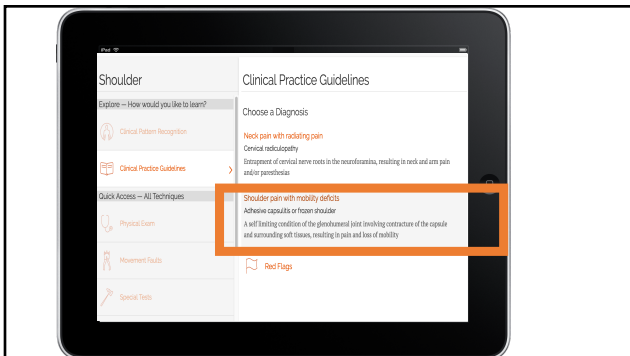 iPad
Shoulder
Explore — How would you like to learn?
Clinical Pattern Recognition
Clinical Practice Guidelines
Quick Access — All Techniques
Physical Exam
Movement Faults
Special Tests
Clinical Practice Guidelines
Choose a Diagnosis
Neck pain with radiating pain
Cervical radiculopathy
Entrapment of cervical nerve roots in the neuroforamina, resulting in neck and arm pain
and/or paresthesias
Shoulder pain with mobility deficits
Adhesive capsulitis or frozen shoulder
A self limiting condition of the glenohumeral joint involving contracture of the capsule
and surrounding soft tissues, resulting in pain and loss of mobility
Red Flags